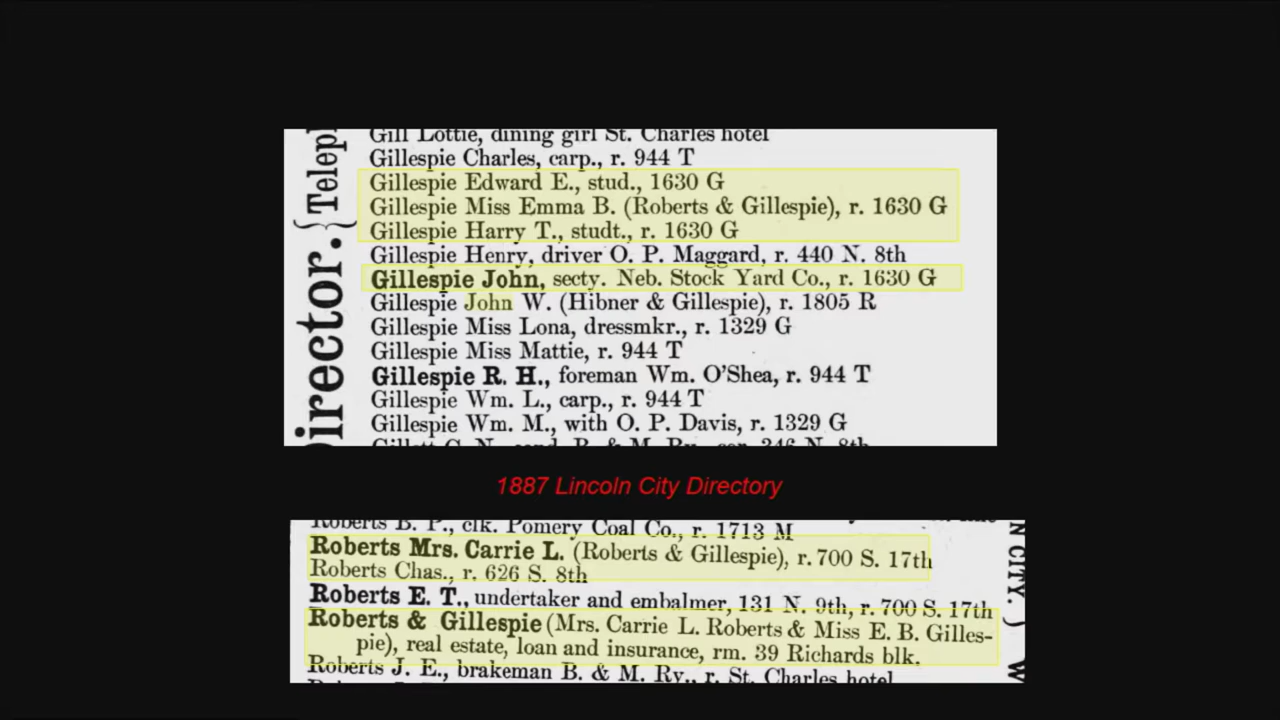 Gill Lottie, dining girl St. Charles hotel
Gillespie Charles, carp., r. 944 T
Gillespie Edward E., stud., 1630 G
Gillespie Miss Emma B. (Roberts & Gillespie), r. 1630 G
Gillespie Harry T., studt., r. 1630 G
Gillespie Henry, driver O. P. Maggard, r. 440 N. 8th
Gillespie John, secty. Neb. Stock Yard Co., r. 1630 G
Gillespie John W. (Hibner & Gillespie), r. 1805 R
Gillespie Miss Lona, dressmkr., r. 1329 G
Gillespie Miss Mattie, r. 944 T
Gillespie R. H., foreman Wm. O'Shea, r. 944 T
Gillespie Wm. L., carp., r. 944 T
Gillespie Wm. M., with O. P. Davis, r. 1329 G
irector. {Telep
1887 Lincoln City Directory
Roberts B. P., clk. Pomery Coal Co., r. 1713 M
Roberts Mrs. Carrie L. (Roberts & Gillespie), r. 700 S. 17th
Roberts Chas., r. 626 S. 8th
Roberts E. T., undertaker and embalmer, 131 N. 9th, r. 700 S. 17th
Roberts & Gillespie (Mrs. Carrie L. Roberts & Miss E. B. Gilles-
pie), real estate, loan and insurance, rm. 39 Richards blk.
Roberts J. E., brakeman B. & M. Ry., r. St. Charles hotel
N CITY. }